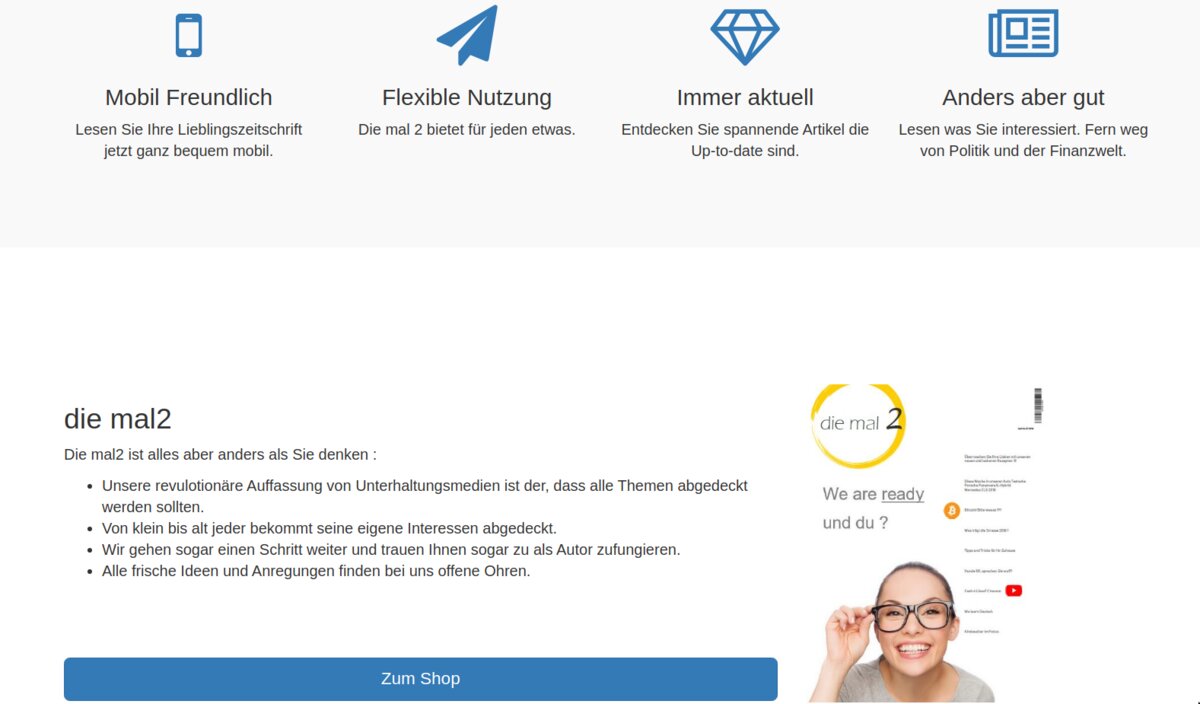 Mobil Freundlich
Lesen Sie Ihre Lieblingszeitschrift
jetzt ganz bequem mobil.
Flexible Nutzung
Die mal 2 bietet für jeden etwas.
Immer aktuell
Entdecken Sie spannende Artikel die
Up-to-date sind.
Anders aber gut
Lesen was Sie interessiert. Fern weg
von Politik und der Finanzwelt.
die mal2
Die mal2 ist alles aber anders als Sie denken :
Unsere revulotionäre Auffassung von Unterhaltungsmedien ist der, dass alle Themen abgedeckt
werden sollten.
Von klein bis alt jeder bekommt seine eigene Interessen abgedeckt.
Wir gehen sogar einen Schritt weiter und trauen Ihnen sogar zu als Autor zufungieren.
Alle frische Ideen und Anregungen finden bei uns offene Ohren.
Zum Shop
die mal 2
We are ready
und du ?